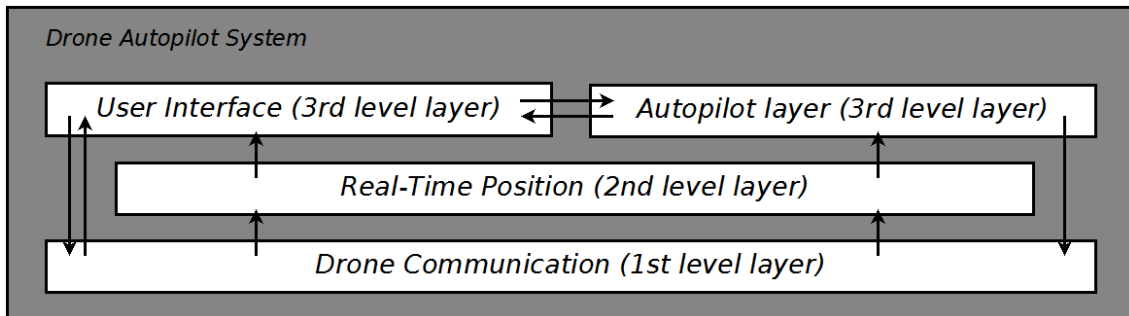 Drone Autopilot System
User Interface (3rd level layer)
Autopilot layer (3rd level layer)
Real-Time Position (2nd level layer)
Drone Communication (1st level layer)